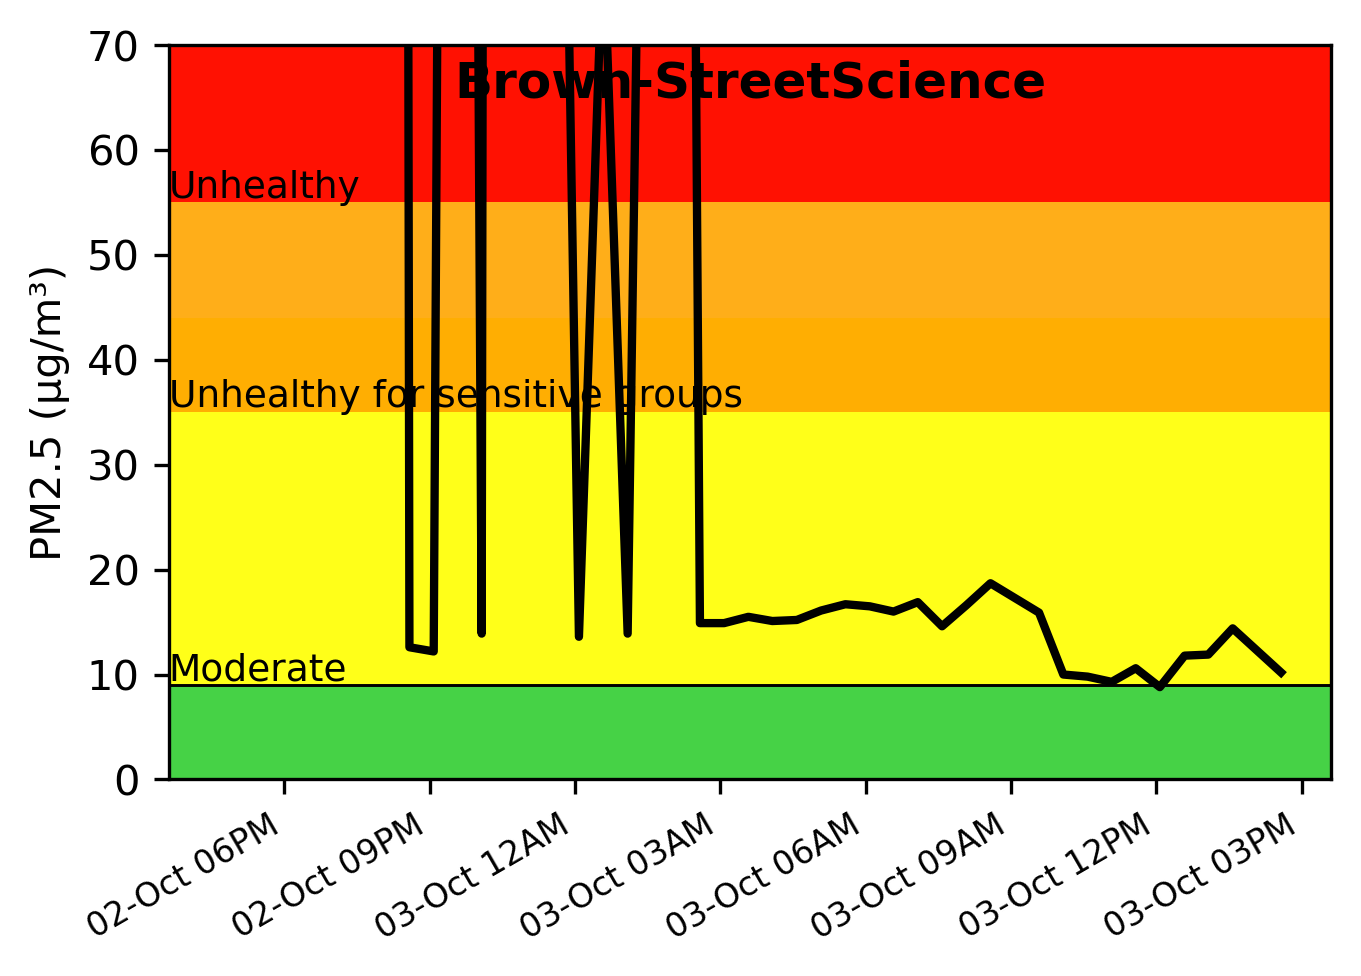 Brown-StreetScience
PM2.5 (µg/m³)
70
60
50
40
30
20
10
0
Unhealthy
Unhealthy for sensitive groups
Moderate
02-Oct 06PM
02-Oct 09PM
03-Oct 12AM
03-Oct 03AM
03-Oct 06AM
03-Oct 09AM
03-Oct 12PM
03-Oct 03PM